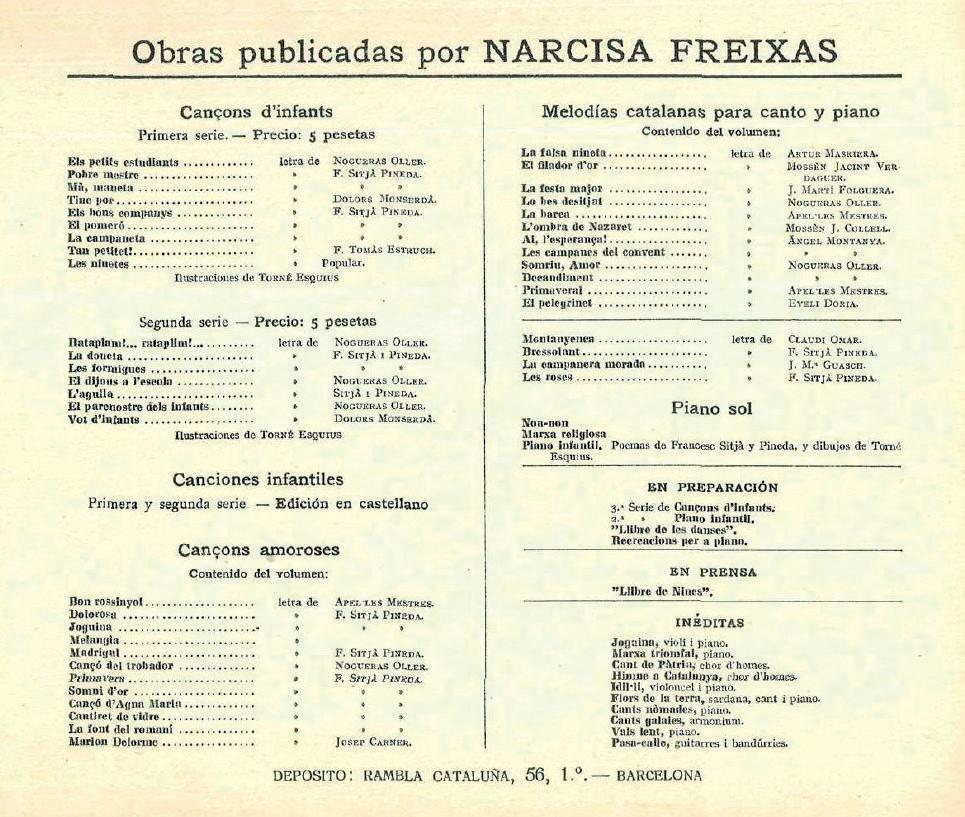 Obras publicadas por NARCISA FREIXAS
Cançons d'infants
Primera serie. — Precio: 5 pesetas
Els petits estudiants ............ letra de NOGUERAS OLLER.
Pobre mestre ............ » F. SITJÀ PINEDA.
Mà, maneta ............ » » »
Tinc por ............ » DOLORS MONSERDÀ.
Els bons companys ............ » F. SITJÀ PINEDA.
El pomeró ............ » » »
La campaneta ............ » » »
Tan petitet! ............ » F. TOMÀS ESTRUCH.
Les ninetes ............ » Popular.
Ilustraciones de TORNÉ ESQUIUS
Segunda serie — Precio: 5 pesetas
Rataplam!... rataplim!... ......... letra de NOGUERAS OLLER.
La doneta ............ » F. SITJÀ I PINEDA.
Les formigues ............ » » »
El dijous a l'escola ............ » NOGUERAS OLLER.
L'aguila ............ » SITJÀ I PINEDA.
El parenostre dels infants ........ » NOGUERAS OLLER.
Vot d'infants ............ » DOLORS MONSERDÀ.
Ilustraciones de TORNÉ ESQUIUS
Canciones infantiles
Primera y segunda serie — Edición en castellano
Cançons amoroses
Contenido del volumen:
Bon rossinyol ............ letra de APEL·LES MESTRES.
Dolorosa ............ » F. SITJÀ PINEDA.
Joguina ............ » » »
Melangia ............ »
Madrigal ............ » F. SITJÀ PINEDA.
Cançó del trobador ............ » NOGUERAS OLLER.
Primavera ............ » F. SITJÀ PINEDA.
Somni d'or ............ » » »
Cançó d'Agna Maria ............ » » »
Cantiret de vidre ............ » » »
La font del romaní ............ » » »
Marion Delorme ............ » JOSEP CARNER.
Melodías catalanas para canto y piano
Contenido del volumen:
La falsa nineta ............ letra de ARTUR MASRIERA.
El filador d'or ............ » MOSSÈN JACINT VER
DAGUER.
La festa major ............ » J. MARTÍ FOLGUERA.
Lo bes desitjat ............ » NOGUERAS OLLER.
La barca ............ » APEL·LES MESTRES.
L'ombra de Nazaret ............ » MOSSÈN J. COLLELL.
Ai, l'esperança! ............ » ÀNGEL MONTANYA.
Les campanes del convent ....... » » »
Somriu, Amor ............ » NOGUERAS OLLER.
Decandiment ............ » » »
Primaveral ............ » APEL·LES MESTRES.
El pelegrinet ............ » EVELI DORIA.
Montanyenca ............ letra de CLAUDI OMAR.
Bressolant ............ » F. SITJÀ PINEDA.
La campanera morada ............ » J. M.ª GUASCH.
Les roses ............ » F. SITJÀ PINEDA.
Piano sol
Non-non
Marxa religiosa
Piano infantil. Poemas de Francesc Sitjà y Pineda, y dibujos de Torné
Esquius.
EN PREPARACIÓN
3.ª Serie de Cançons d'Infants.
2.ª » Piano infantil.
"Llibre de les danses".
Recreacions per a piano.
EN PRENSA
"Llibre de Nines".
INÉDITAS
Joguina, violí i piano.
Marxa triomfal, piano.
Cant de Pàtria, chor d'homes.
Himne a Catalunya, chor d'homes.
Idil·li, violoncel i piano.
Flors de la terra, sardana, cant i piano.
Cants nòmades, piano.
Cants galaics, armonium.
Vals lent, piano.
Pasa-calle, guitarres i bandúrries.
DEPOSITO: RAMBLA CATALUÑA, 56, 1.º — BARCELONA